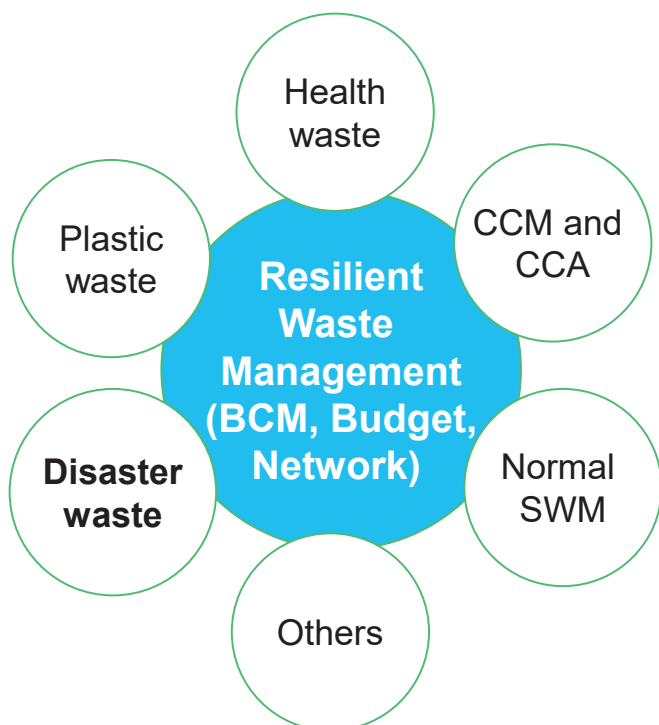 Health
waste
CCM and
CCA
Plastic
waste
Resilient
Waste
Management
(BCM, Budget,
Network)
Disaster
waste
Normal
SWM
Others